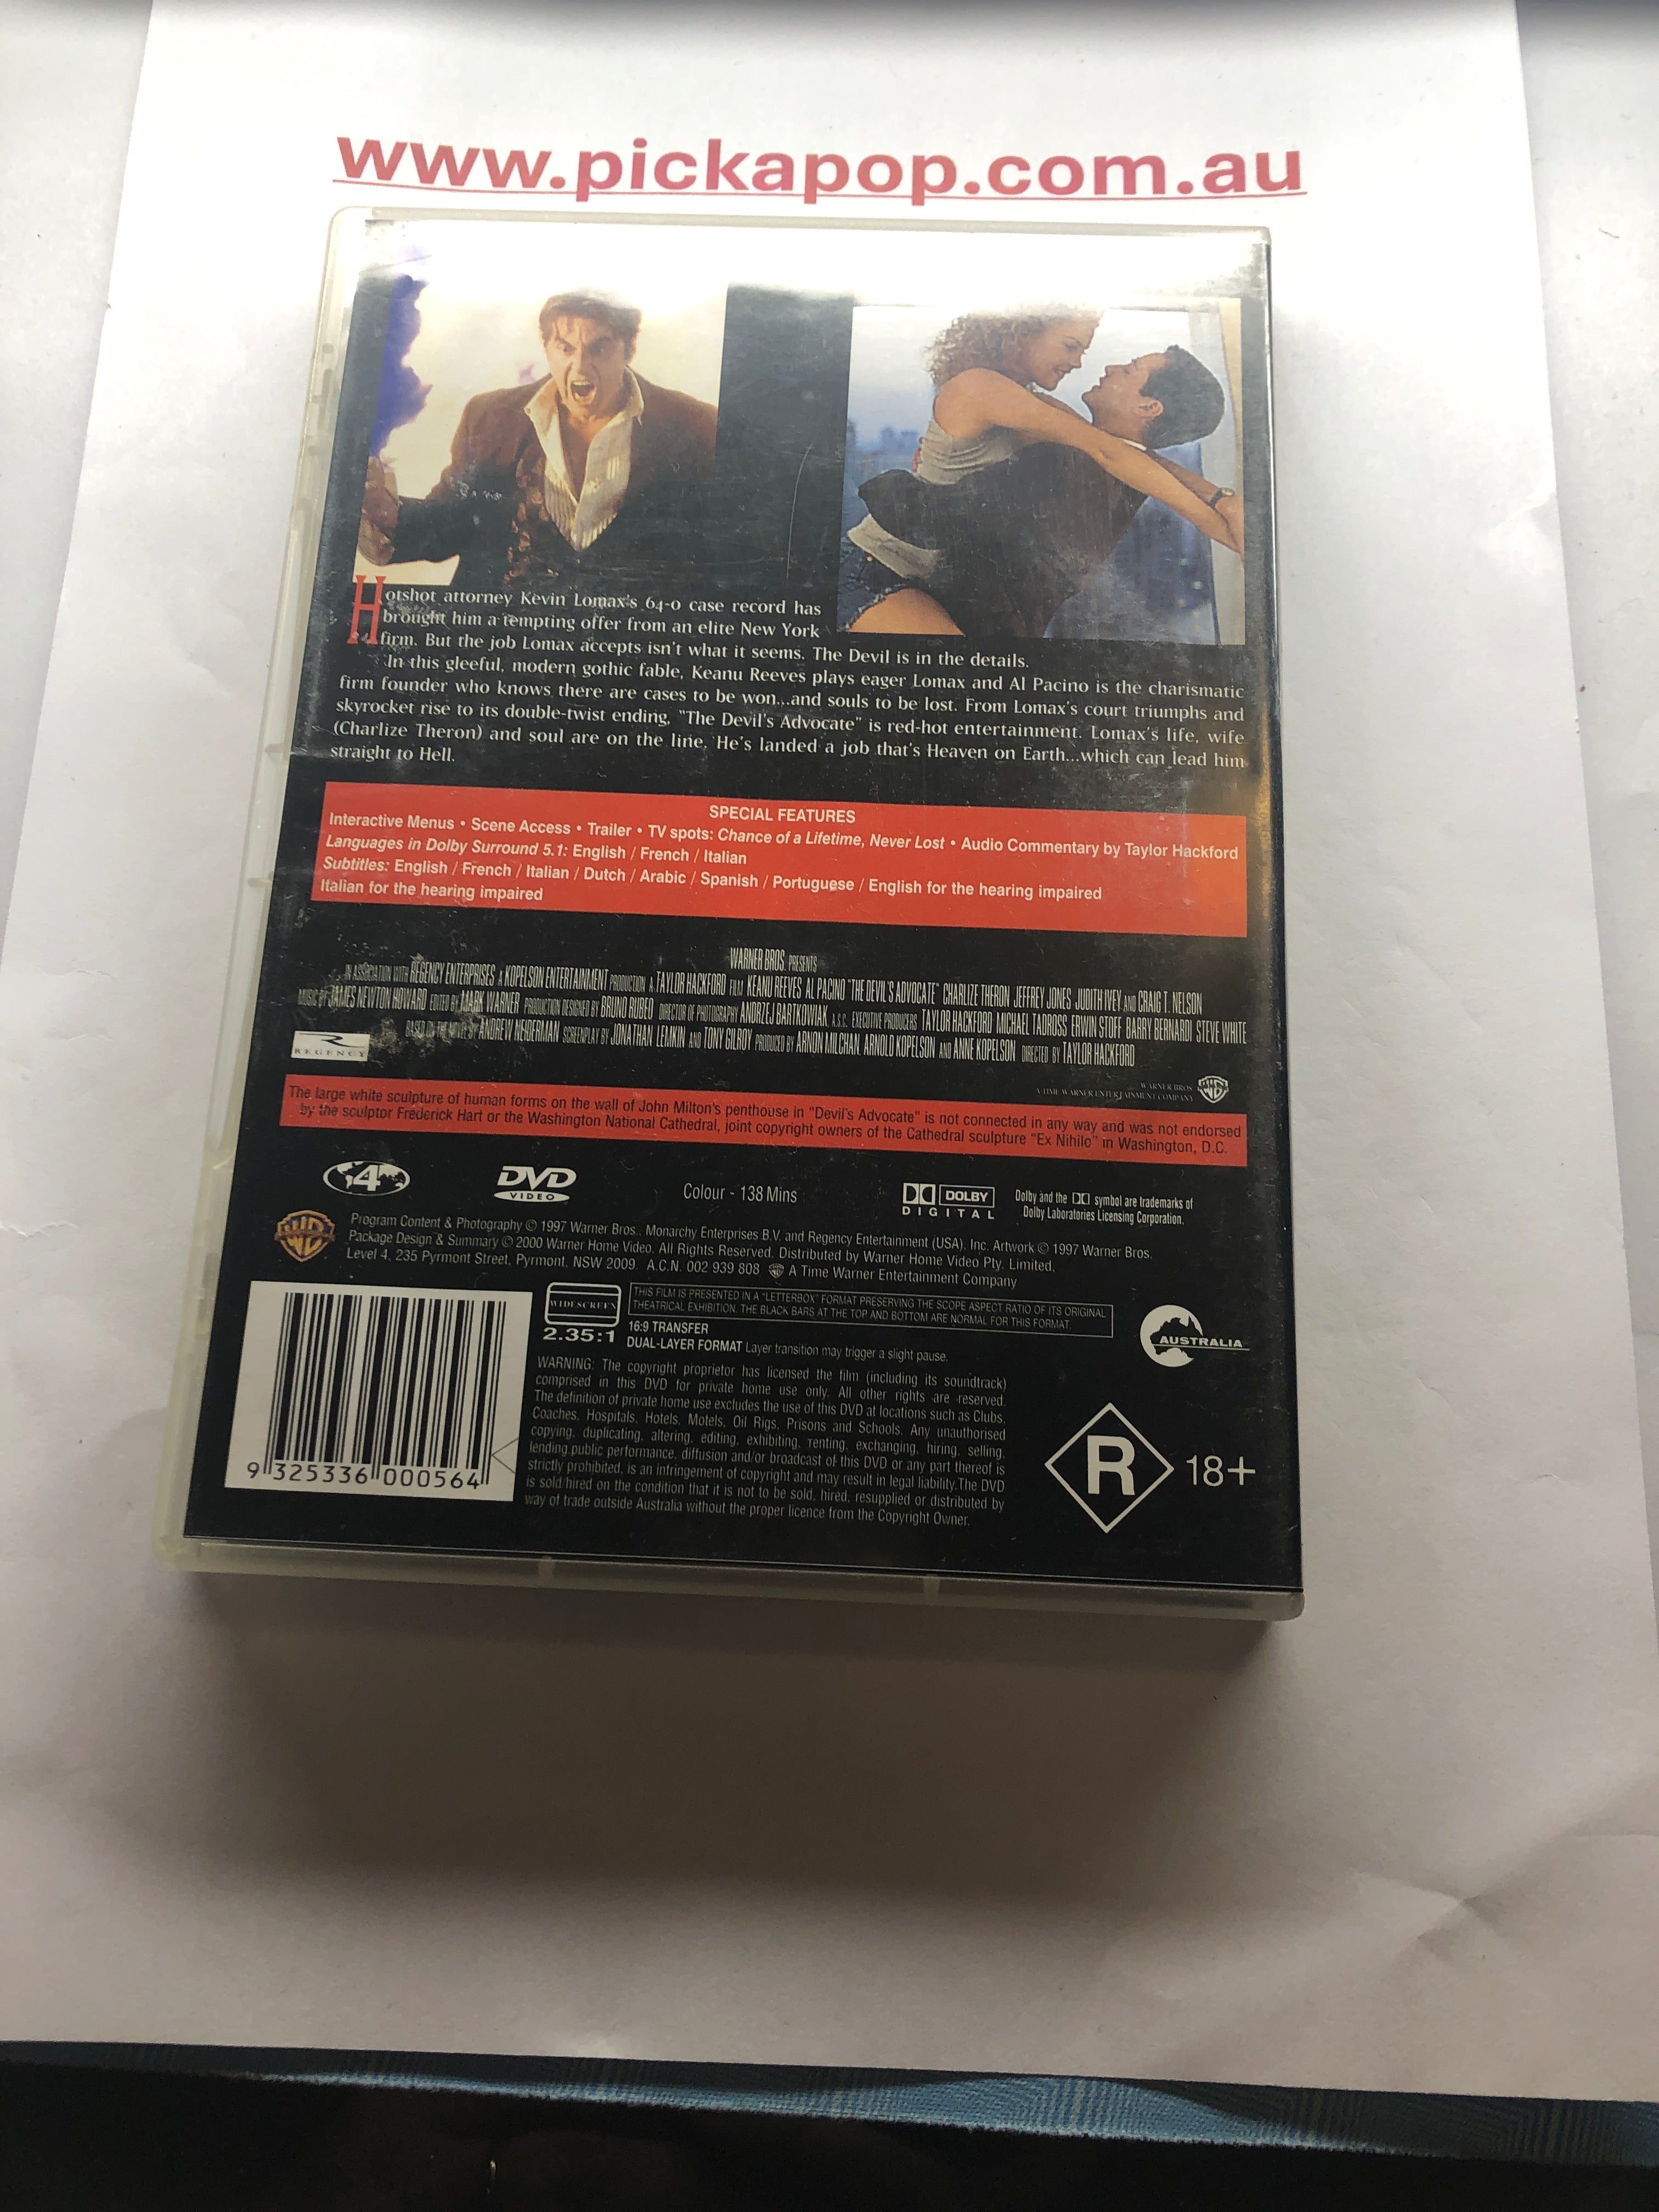 www.pickapop.com.au
Hotshot attorney Kevin Lomax's 64-0 case record has
brought him a tempting offer from an elite New York
firm. But the job Lomax accepts isn't what it seems. The Devil is in the details.
In this gleeful, modern gothic fable, Keanu Reeves plays eager Lomax and Al Pacino is the charismatic
firm founder who knows there are cases to be won...and souls to be lost. From Lomax's court triumphs and
skyrocket rise to its double-twist ending, "The Devil's Advocate" is red-hot entertainment. Lomax's life, wife
(Charlize Theron) and soul are on the line. He's landed a job that's Heaven on Earth...which can lead him
straight to Hell.
SPECIAL FEATURES
Interactive Menus • Scene Access • Trailer • TV spots: Chance of a Lifetime, Never Lost • Audio Commentary by Taylor Hackford
Languages in Dolby Surround 5.1: English / French / Italian
Subtitles: English / French / Italian / Dutch / Arabic / Spanish / Portuguese / English for the hearing impaired
Italian for the hearing impaired
WARNER BROS. PRESENTS
IN ASSOCIATION WITH REGENCY ENTERPRISES A KOPELSON ENTERTAINMENT PRODUCTION A TAYLOR HACKFORD FILM KEANU REEVES AL PACINO "THE DEVIL'S ADVOCATE" CHARLIZE THERON JEFFREY JONES JUDITH IVEY AND CRAIG T. NELSON
MUSIC BY JAMES NEWTON HOWARD EDITED BY MARK WARNER PRODUCTION DESIGNED BY BRUNO RUBEO DIRECTOR OF PHOTOGRAPHY ANDRZEJ BARTKOWIAK, A.S.C. EXECUTIVE PRODUCERS TAYLOR HACKFORD MICHAEL TADROSS ERWIN STOFF BARRY BERNARDI STEVE WHITE
BASED ON THE NOVEL BY ANDREW NEIDERMAN SCREENPLAY BY JONATHAN LEMKIN AND TONY GILROY PRODUCED BY ARNON MILCHAN, ARNOLD KOPELSON AND ANNE KOPELSON DIRECTED BY TAYLOR HACKFORD
REGENCY
WARNER BROS
A TIME WARNER ENTERTAINMENT COMPANY
The large white sculpture of human forms on the wall of John Milton's penthouse in "Devil's Advocate" is not connected in any way and was not endorsed
by the sculptor Frederick Hart or the Washington National Cathedral, joint copyright owners of the Cathedral sculpture "Ex Nihilo" in Washington, D.C.
4
DVD
VIDEO
Colour - 138 Mins
DOLBY
DIGITAL
Dolby and the DD symbol are trademarks of
Dolby Laboratories Licensing Corporation.
Program Content & Photography © 1997 Warner Bros., Monarchy Enterprises B.V. and Regency Entertainment (USA), Inc. Artwork © 1997 Warner Bros.
Package Design & Summary © 2000 Warner Home Video. All Rights Reserved. Distributed by Warner Home Video Pty. Limited,
Level 4, 235 Pyrmont Street, Pyrmont, NSW 2009. A.C.N. 002 939 808 A Time Warner Entertainment Company
WIDESCREEN
2.35:1
THIS FILM IS PRESENTED IN A "LETTERBOX" FORMAT PRESERVING THE SCOPE ASPECT RATIO OF ITS ORIGINAL
THEATRICAL EXHIBITION. THE BLACK BARS AT THE TOP AND BOTTOM ARE NORMAL FOR THIS FORMAT.
16:9 TRANSFER
DUAL-LAYER FORMAT Layer transition may trigger a slight pause.
AUSTRALIA
WARNING: The copyright proprietor has licensed the film (including its soundtrack)
comprised in this DVD for private home use only. All other rights are reserved.
The definition of private home use excludes the use of this DVD at locations such as Clubs,
Coaches, Hospitals, Hotels, Motels, Oil Rigs, Prisons and Schools. Any unauthorised
copying, duplicating, altering, editing, exhibiting, renting, exchanging, hiring, selling,
lending,public performance, diffusion and/or broadcast of this DVD or any part thereof is
strictly prohibited, is an infringement of copyright and may result in legal liability.The DVD
is sold/hired on the condition that it is not to be sold, hired, resupplied or distributed by
way of trade outside Australia without the proper licence from the Copyright Owner.
R 18+
9 325336 000564